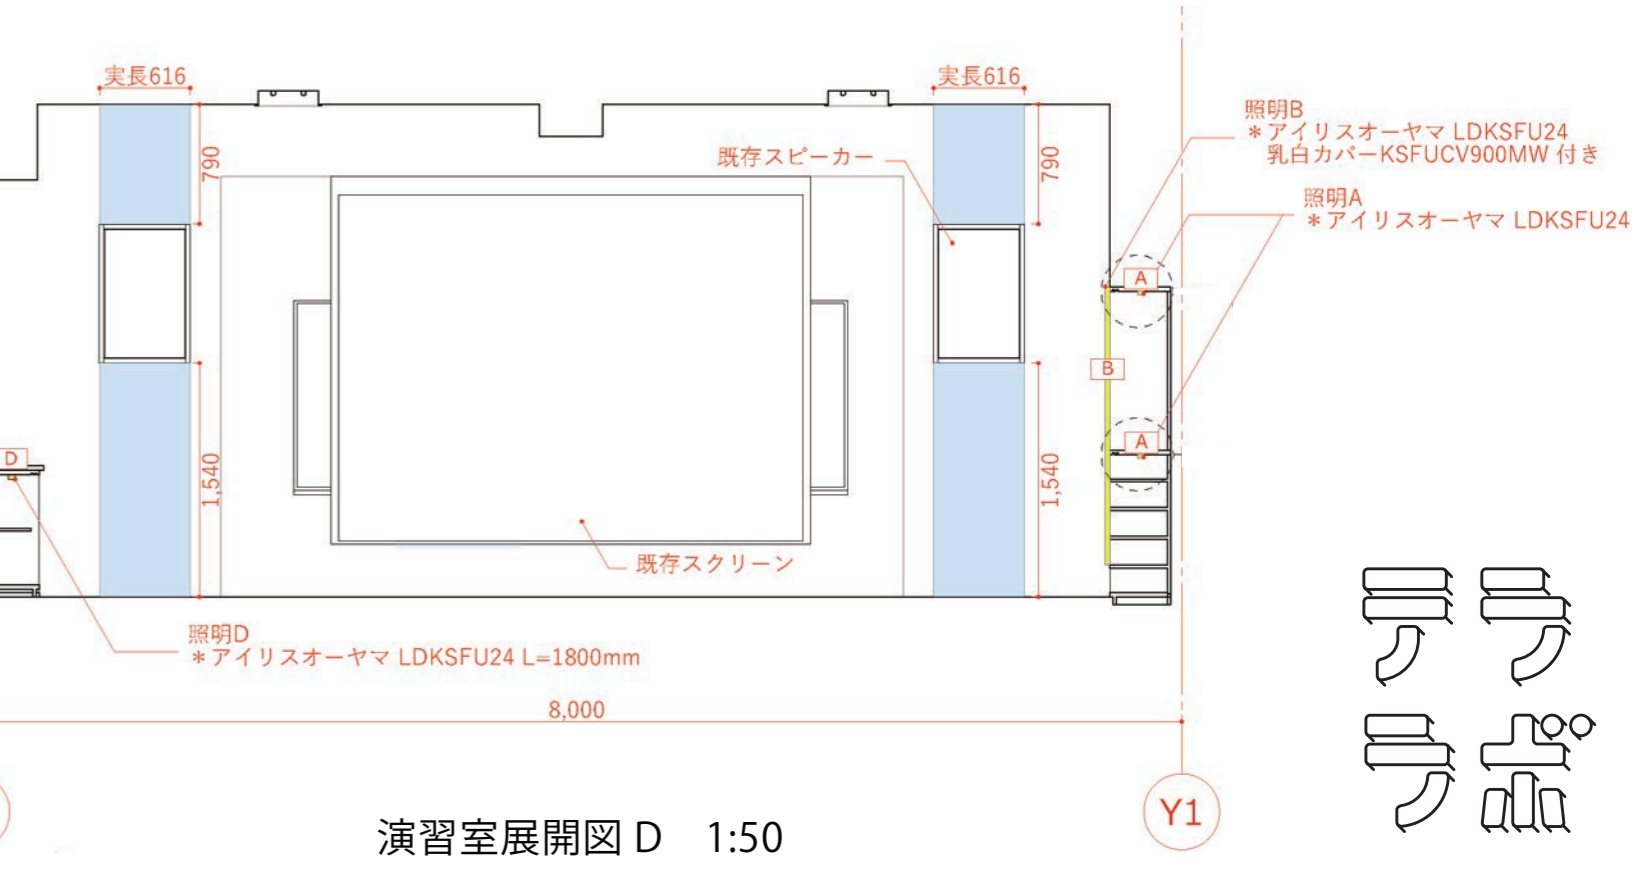 実長616
実長616
790
790
既存スピーカー
照明B
＊アイリスオーヤマ LDKSFU24
乳白カバーKSFUCV900MW 付き
照明A
＊アイリスオーヤマ LDKSFU24
A
B
A
D
1,540
1,540
既存スクリーン
照明D
＊アイリスオーヤマ LDKSFU24 L=1800mm
8,000
Y1
演習室展開図 D　1:50
テラ
ラボ